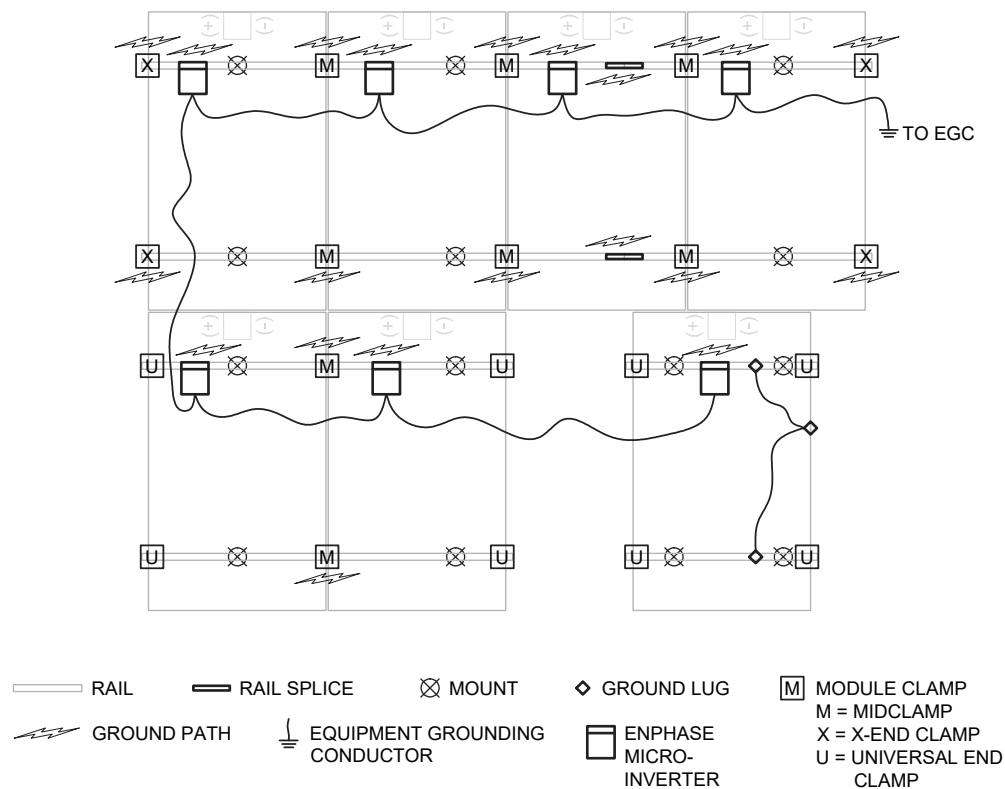 (+) (−) (+) (−) (+) (−) (+) (−)
X M M M X
TO EGC
X M M M X
(+) (−) (+) (−) (+) (−)
U M U U U
U M U U U
RAIL
RAIL SPLICE
MOUNT
GROUND LUG
M MODULE CLAMP
M = MIDCLAMP
X = X-END CLAMP
U = UNIVERSAL END
CLAMP
GROUND PATH
EQUIPMENT GROUNDING
CONDUCTOR
ENPHASE
MICRO-
INVERTER